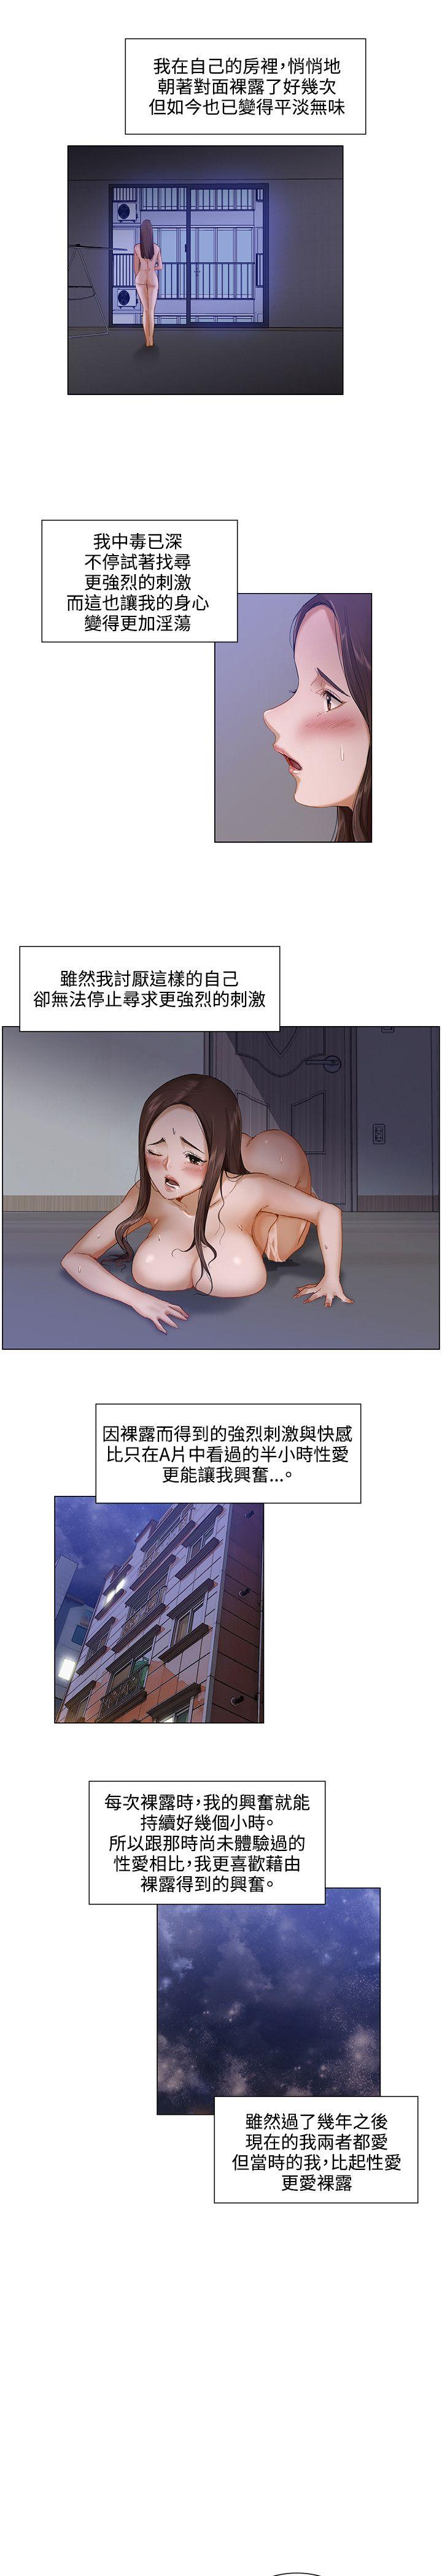 我在自己的房裡，悄悄地
朝著對面裸露了好幾次
但如今也已變得平淡無味
我中毒已深
不停試著找尋
更強烈的刺激
而這也讓我的身心
變得更加淫蕩
雖然我討厭這樣的自己
卻無法停止尋求更強烈的刺激
因裸露而得到的強烈刺激與快感
比只在A片中看過的半小時性愛
更能讓我興奮...。
每次裸露時，我的興奮就能
持續好幾個小時。
所以跟那時尚未體驗過的
性愛相比，我更喜歡藉由
裸露得到的興奮。
雖然過了幾年之後
現在的我兩者都愛
但當時的我，比起性愛
更愛裸露